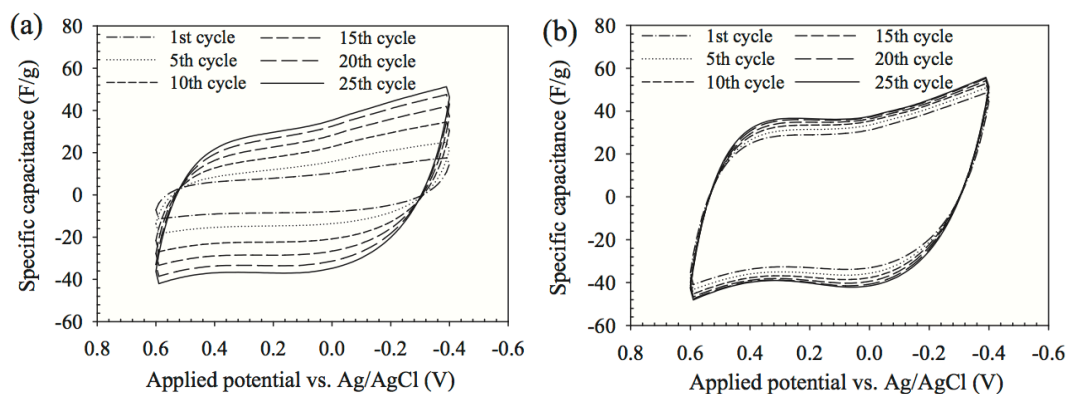 (a)
80
60
40
20
0
-20
-40
-60
Specific capacitance (F/g)
1st cycle 15th cycle
5th cycle 20th cycle
10th cycle 25th cycle
0.8 0.6 0.4 0.2 0.0 -0.2 -0.4 -0.6
Applied potential vs. Ag/AgCl (V)
(b)
80
60
40
20
0
-20
-40
-60
Specific capacitance (F/g)
1st cycle 15th cycle
5th cycle 20th cycle
10th cycle 25th cycle
0.8 0.6 0.4 0.2 0.0 -0.2 -0.4 -0.6
Applied potential vs. Ag/AgCl (V)